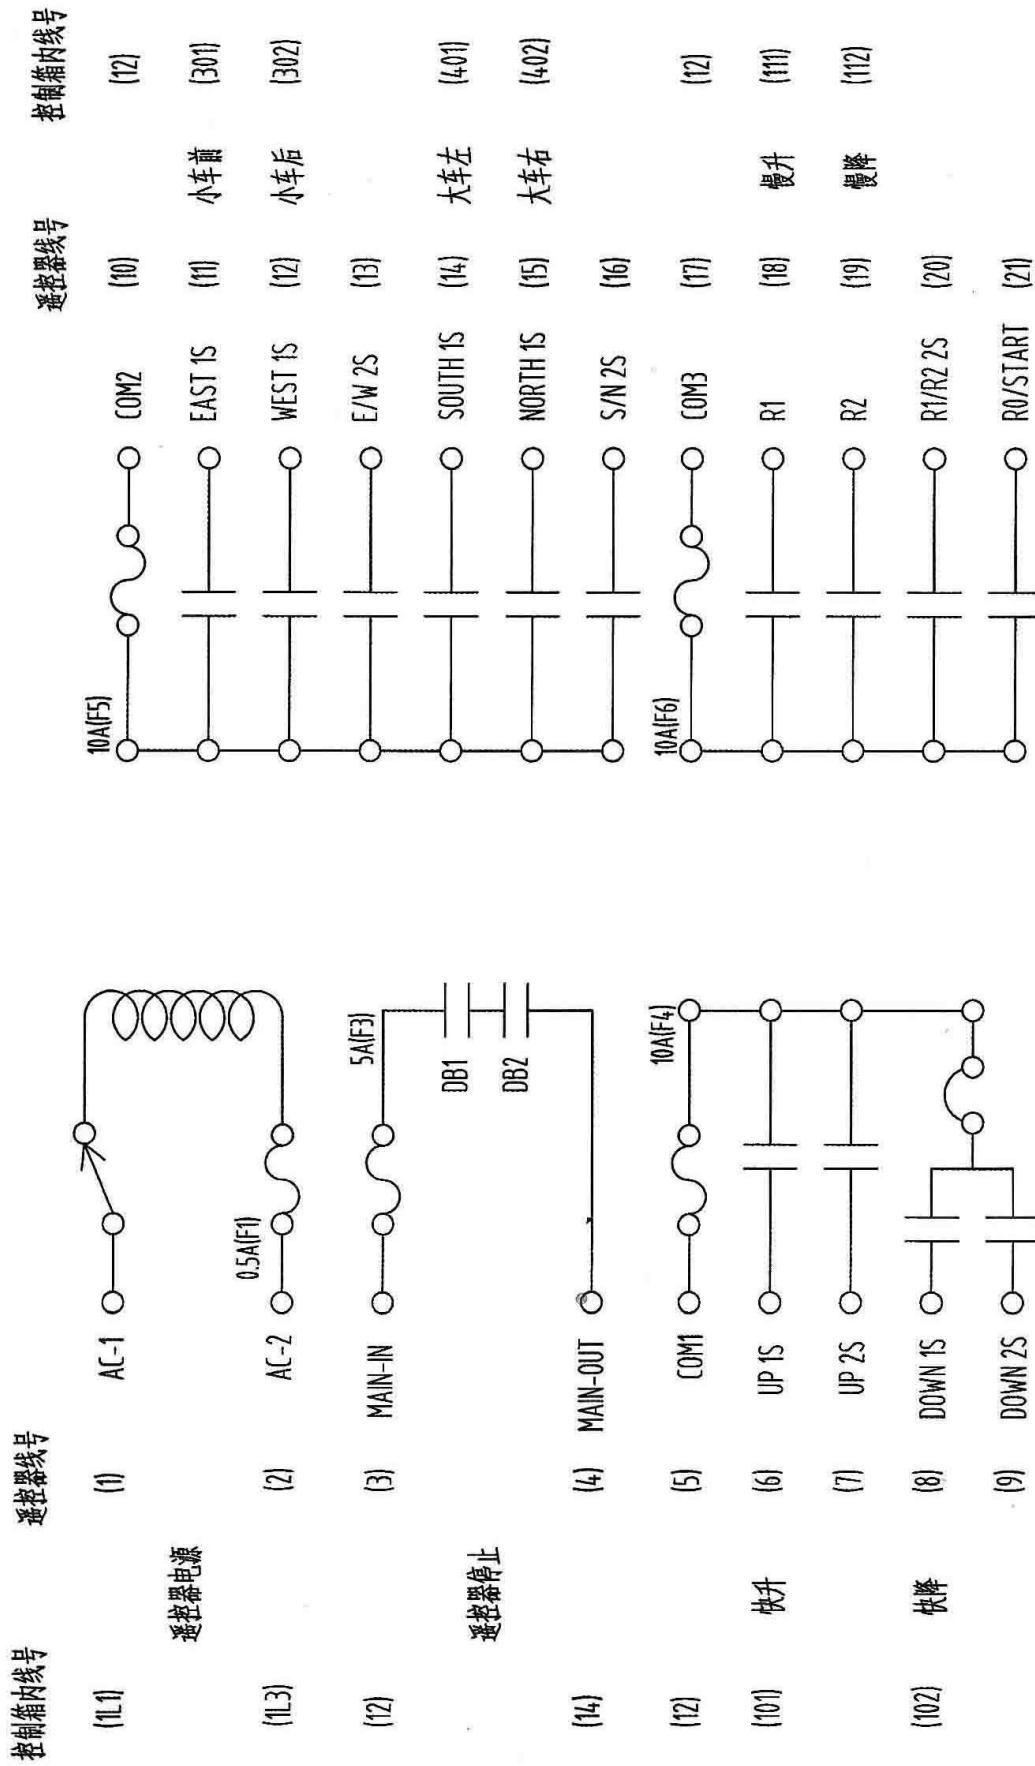 控制箱内线号 遥控器线号
(1L1) (1) AC-1
遥控器电源
0.5A(F1)
(1L3) (2) AC-2
5A(F3)
(12) (3) MAIN-IN
DB1
遥控器停止
DB2
(14) (4) MAIN-OUT
10A(F4)
(12) (5) COM1
(101) 快升 (6) UP 1S
(7) UP 2S
(102) 快降 (8) DOWN 1S
(9) DOWN 2S
遥控器线号 控制箱内线号
10A(F5)
COM2 (10) (12)
EAST 1S (11) 小车前 (301)
WEST 1S (12) 小车后 (302)
E/W 2S (13)
SOUTH 1S (14) 大车左 (401)
NORTH 1S (15) 大车右 (402)
S/N 2S (16)
10A(F6)
COM3 (17) (12)
R1 (18) 慢升 (111)
R2 (19) 慢降 (112)
R1/R2 2S (20)
R0/START (21)